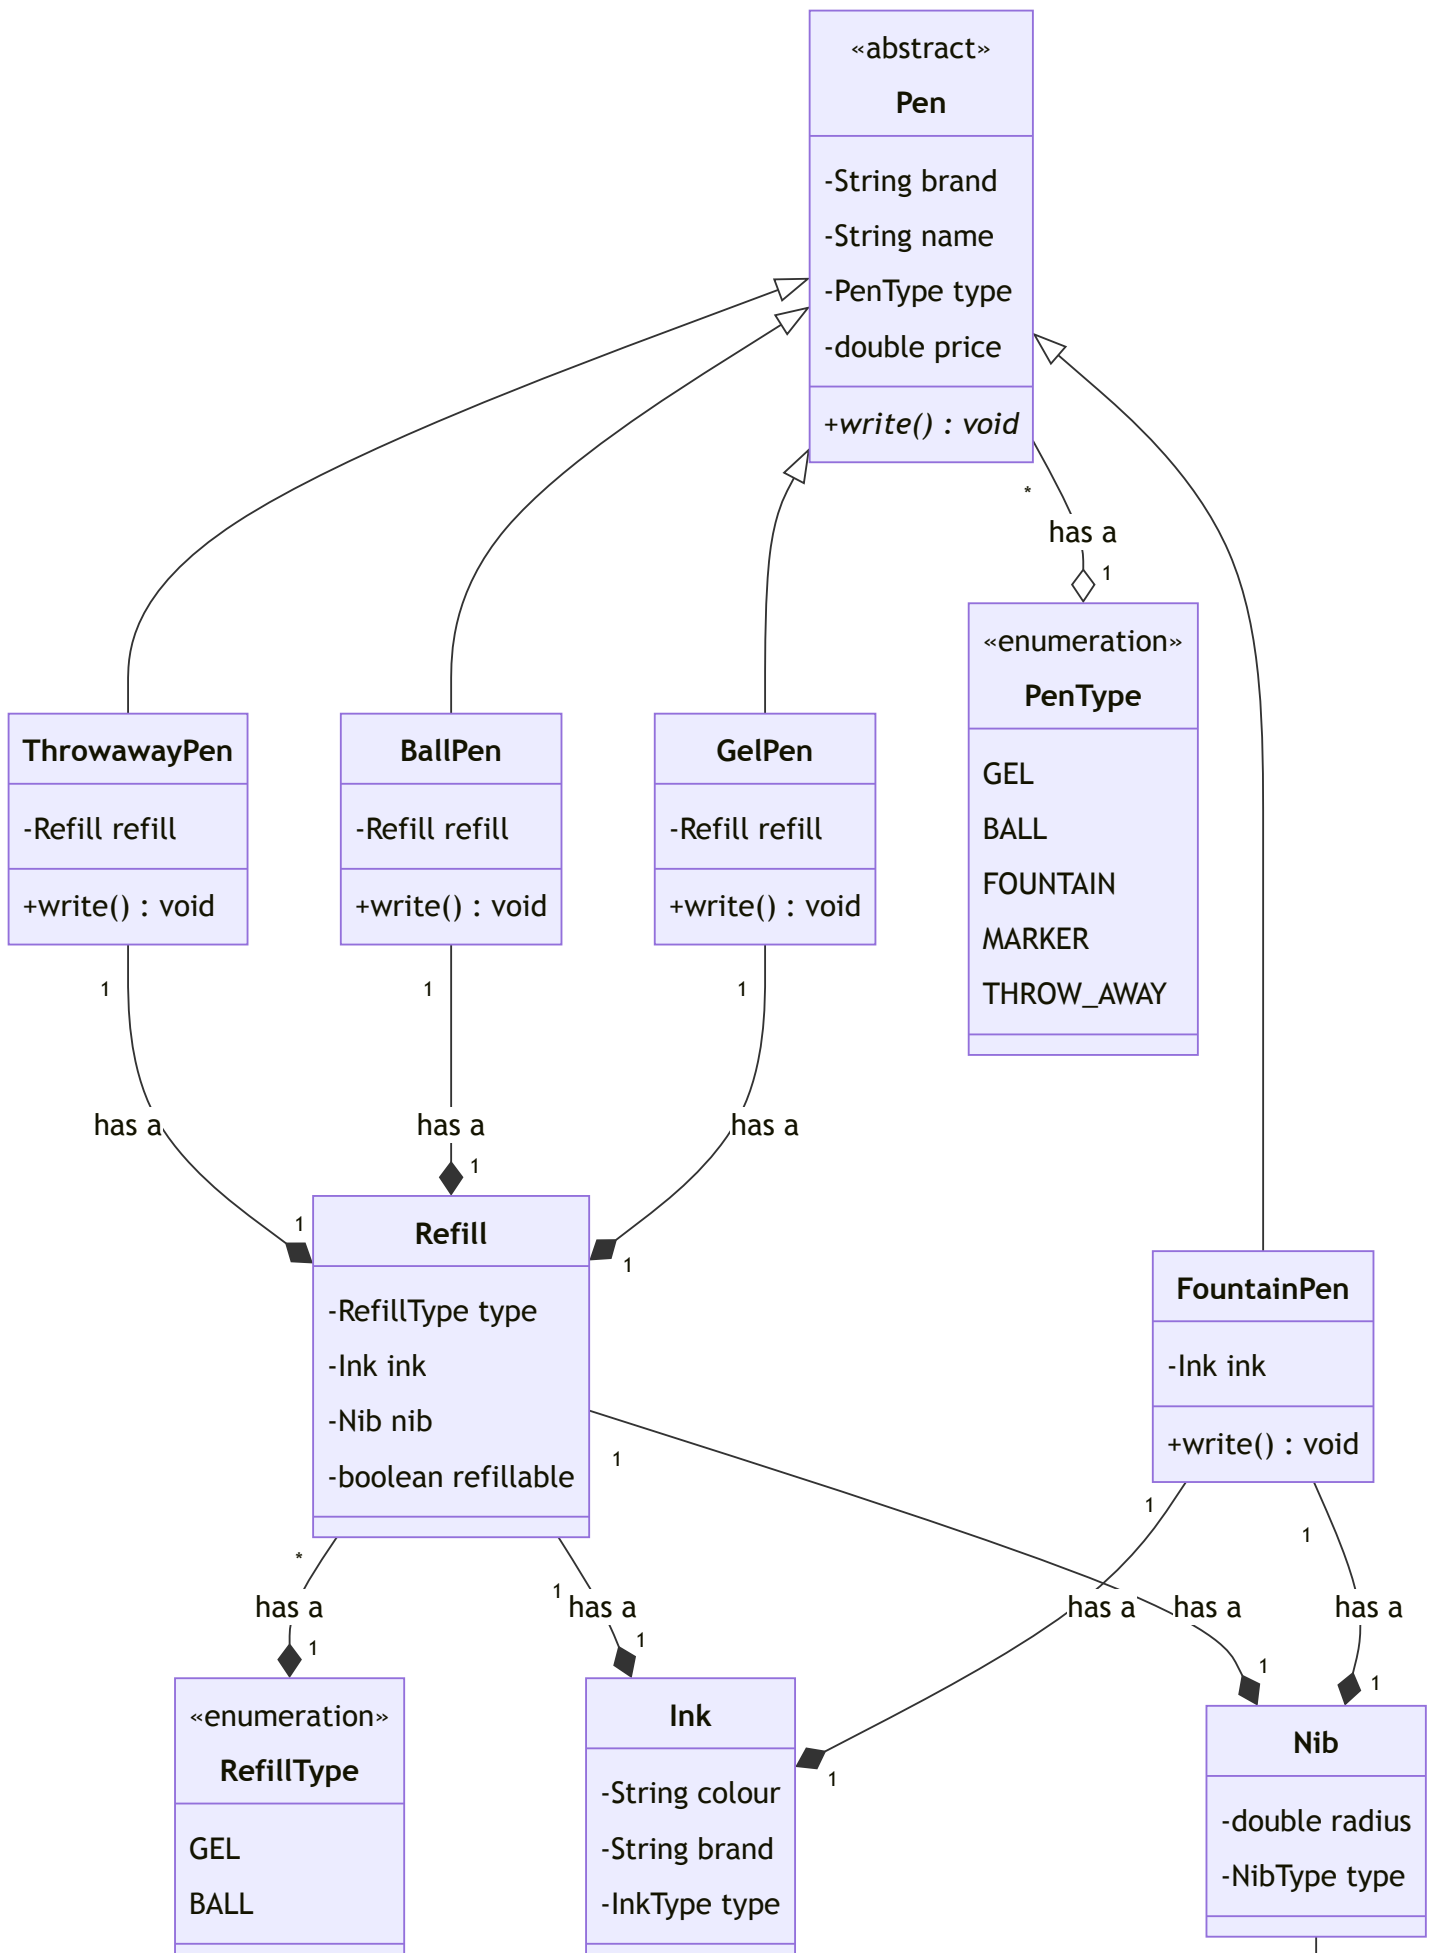 «abstract»
Pen
-String brand
-String name
-PenType type
-double price
+write() : void
*
has a
1
«enumeration»
PenType
GEL
BALL
FOUNTAIN
MARKER
THROW_AWAY
ThrowawayPen
-Refill refill
+write() : void
BallPen
-Refill refill
+write() : void
GelPen
-Refill refill
+write() : void
1
1
1
has a
has a
has a
1
1
1
Refill
-RefillType type
-Ink ink
-Nib nib
-boolean refillable
FountainPen
-Ink ink
+write() : void
1
1
1
*
1
has a
has a
has a
has a
has a
1
1
1
1
1
«enumeration»
RefillType
GEL
BALL
Ink
-String colour
-String brand
-InkType type
Nib
-double radius
-NibType type